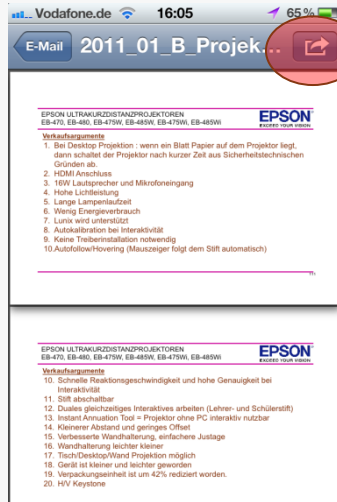 Vodafone.de 16:05 65 %
E-Mail 2011_01_B_Projek...
EPSON ULTRAKURZDISTANZPROJEKTOREN
EB-470, EB-480, EB-475W, EB-485W, EB-475Wi, EB-485Wi
EPSON
EXCEED YOUR VISION
Verkaufsargumente
1. Bei Desktop Projektion : wenn ein Blatt Papier auf dem Projektor liegt,
dann schaltet der Projektor nach kurzer Zeit aus Sicherheitstechnischen
Gründen ab.
2. HDMI Anschluss
3. 16W Lautsprecher und Mikrofoneingang
4. Hohe Lichtleistung
5. Lange Lampenlaufzeit
6. Wenig Energieverbrauch
7. Lunix wird unterstützt
8. Autokalibration bei Interaktivität
9. Keine Treiberinstallation notwendig
10.Autofollow/Hovering (Mauszeiger folgt dem Stift automatisch)
EPSON ULTRAKURZDISTANZPROJEKTOREN
EB-470, EB-480, EB-475W, EB-485W, EB-475Wi, EB-485Wi
EPSON
EXCEED YOUR VISION
Verkaufsargumente
10. Schnelle Reaktionsgeschwindigkeit und hohe Genauigkeit bei
Interaktivität
11. Stift abschaltbar
12. Duales gleichzeitiges Interaktives arbeiten (Lehrer- und Schülerstift)
13. Instant Annuation Tool = Projektor ohne PC interaktiv nutzbar
14. Kleinerer Abstand und geringes Offset
15. Verbesserte Wandhalterung, einfachere Justage
16. Wandhalterung leichter kleiner
17. Tisch/Desktop/Wand Projektion möglich
18. Gerät ist kleiner und leichter geworden
19. Verpackungseinheit ist um 42% rediziert worden.
20. H/V Keystone